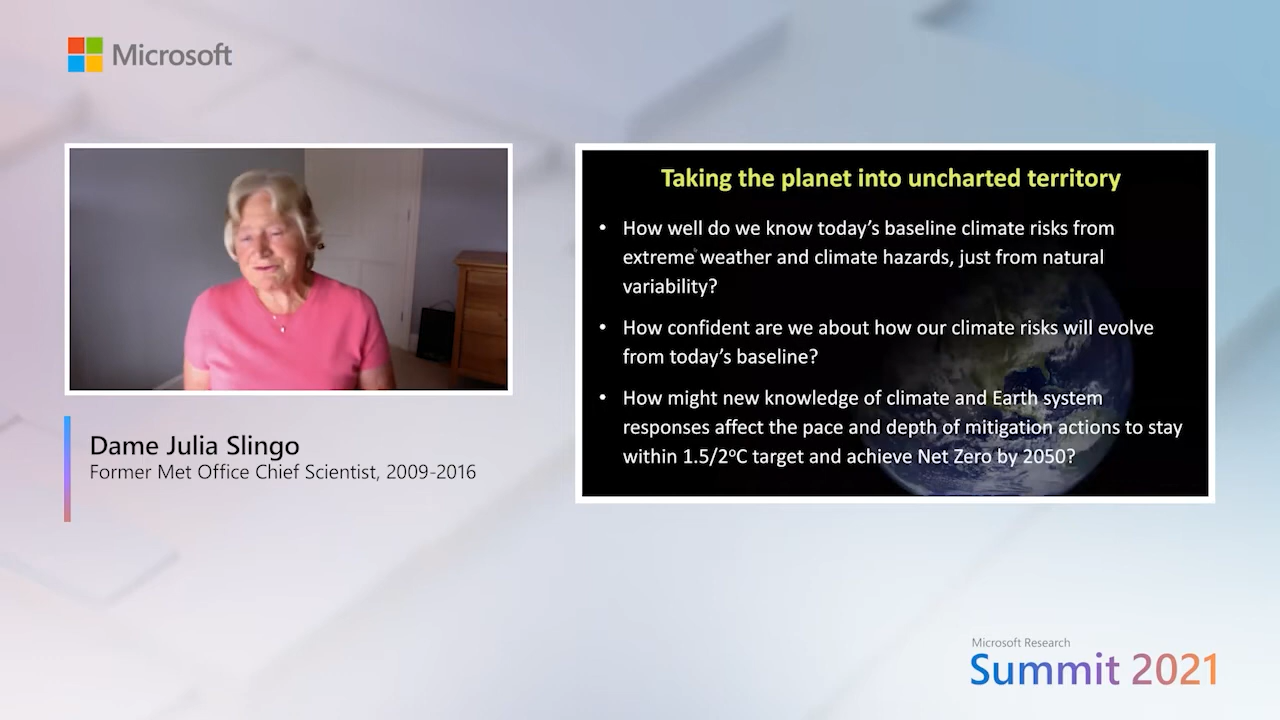 Microsoft
Taking the planet into uncharted territory
• How well do we know today's baseline climate risks from
extreme weather and climate hazards, just from natural
variability?
• How confident are we about how our climate risks will evolve
from today's baseline?
• How might new knowledge of climate and Earth system
responses affect the pace and depth of mitigation actions to stay
within 1.5/2°C target and achieve Net Zero by 2050?
Dame Julia Slingo
Former Met Office Chief Scientist, 2009-2016
Microsoft Research
Summit 2021